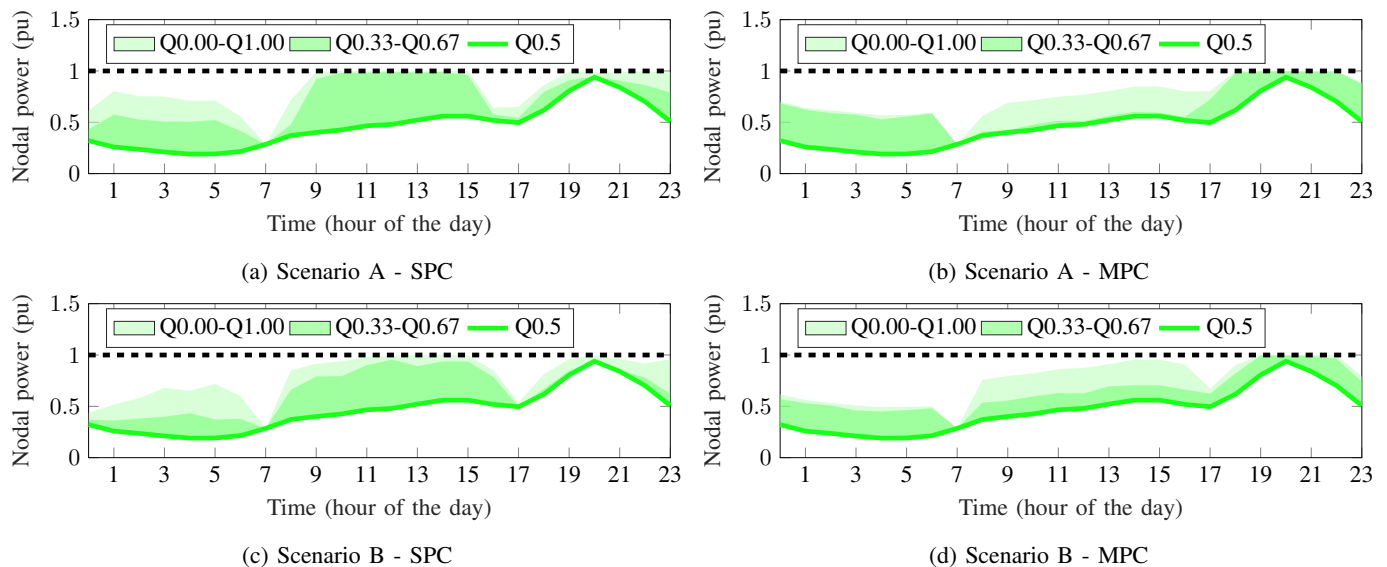 Nodal power (pu)
1.5
1
0.5
0
Q0.00-Q1.00 Q0.33-Q0.67 Q0.5
1 3 5 7 9 11 13 15 17 19 21 23
Time (hour of the day)
(a) Scenario A - SPC
Nodal power (pu)
1.5
1
0.5
0
Q0.00-Q1.00 Q0.33-Q0.67 Q0.5
1 3 5 7 9 11 13 15 17 19 21 23
Time (hour of the day)
(b) Scenario A - MPC
Nodal power (pu)
1.5
1
0.5
0
Q0.00-Q1.00 Q0.33-Q0.67 Q0.5
1 3 5 7 9 11 13 15 17 19 21 23
Time (hour of the day)
(c) Scenario B - SPC
Nodal power (pu)
1.5
1
0.5
0
Q0.00-Q1.00 Q0.33-Q0.67 Q0.5
1 3 5 7 9 11 13 15 17 19 21 23
Time (hour of the day)
(d) Scenario B - MPC